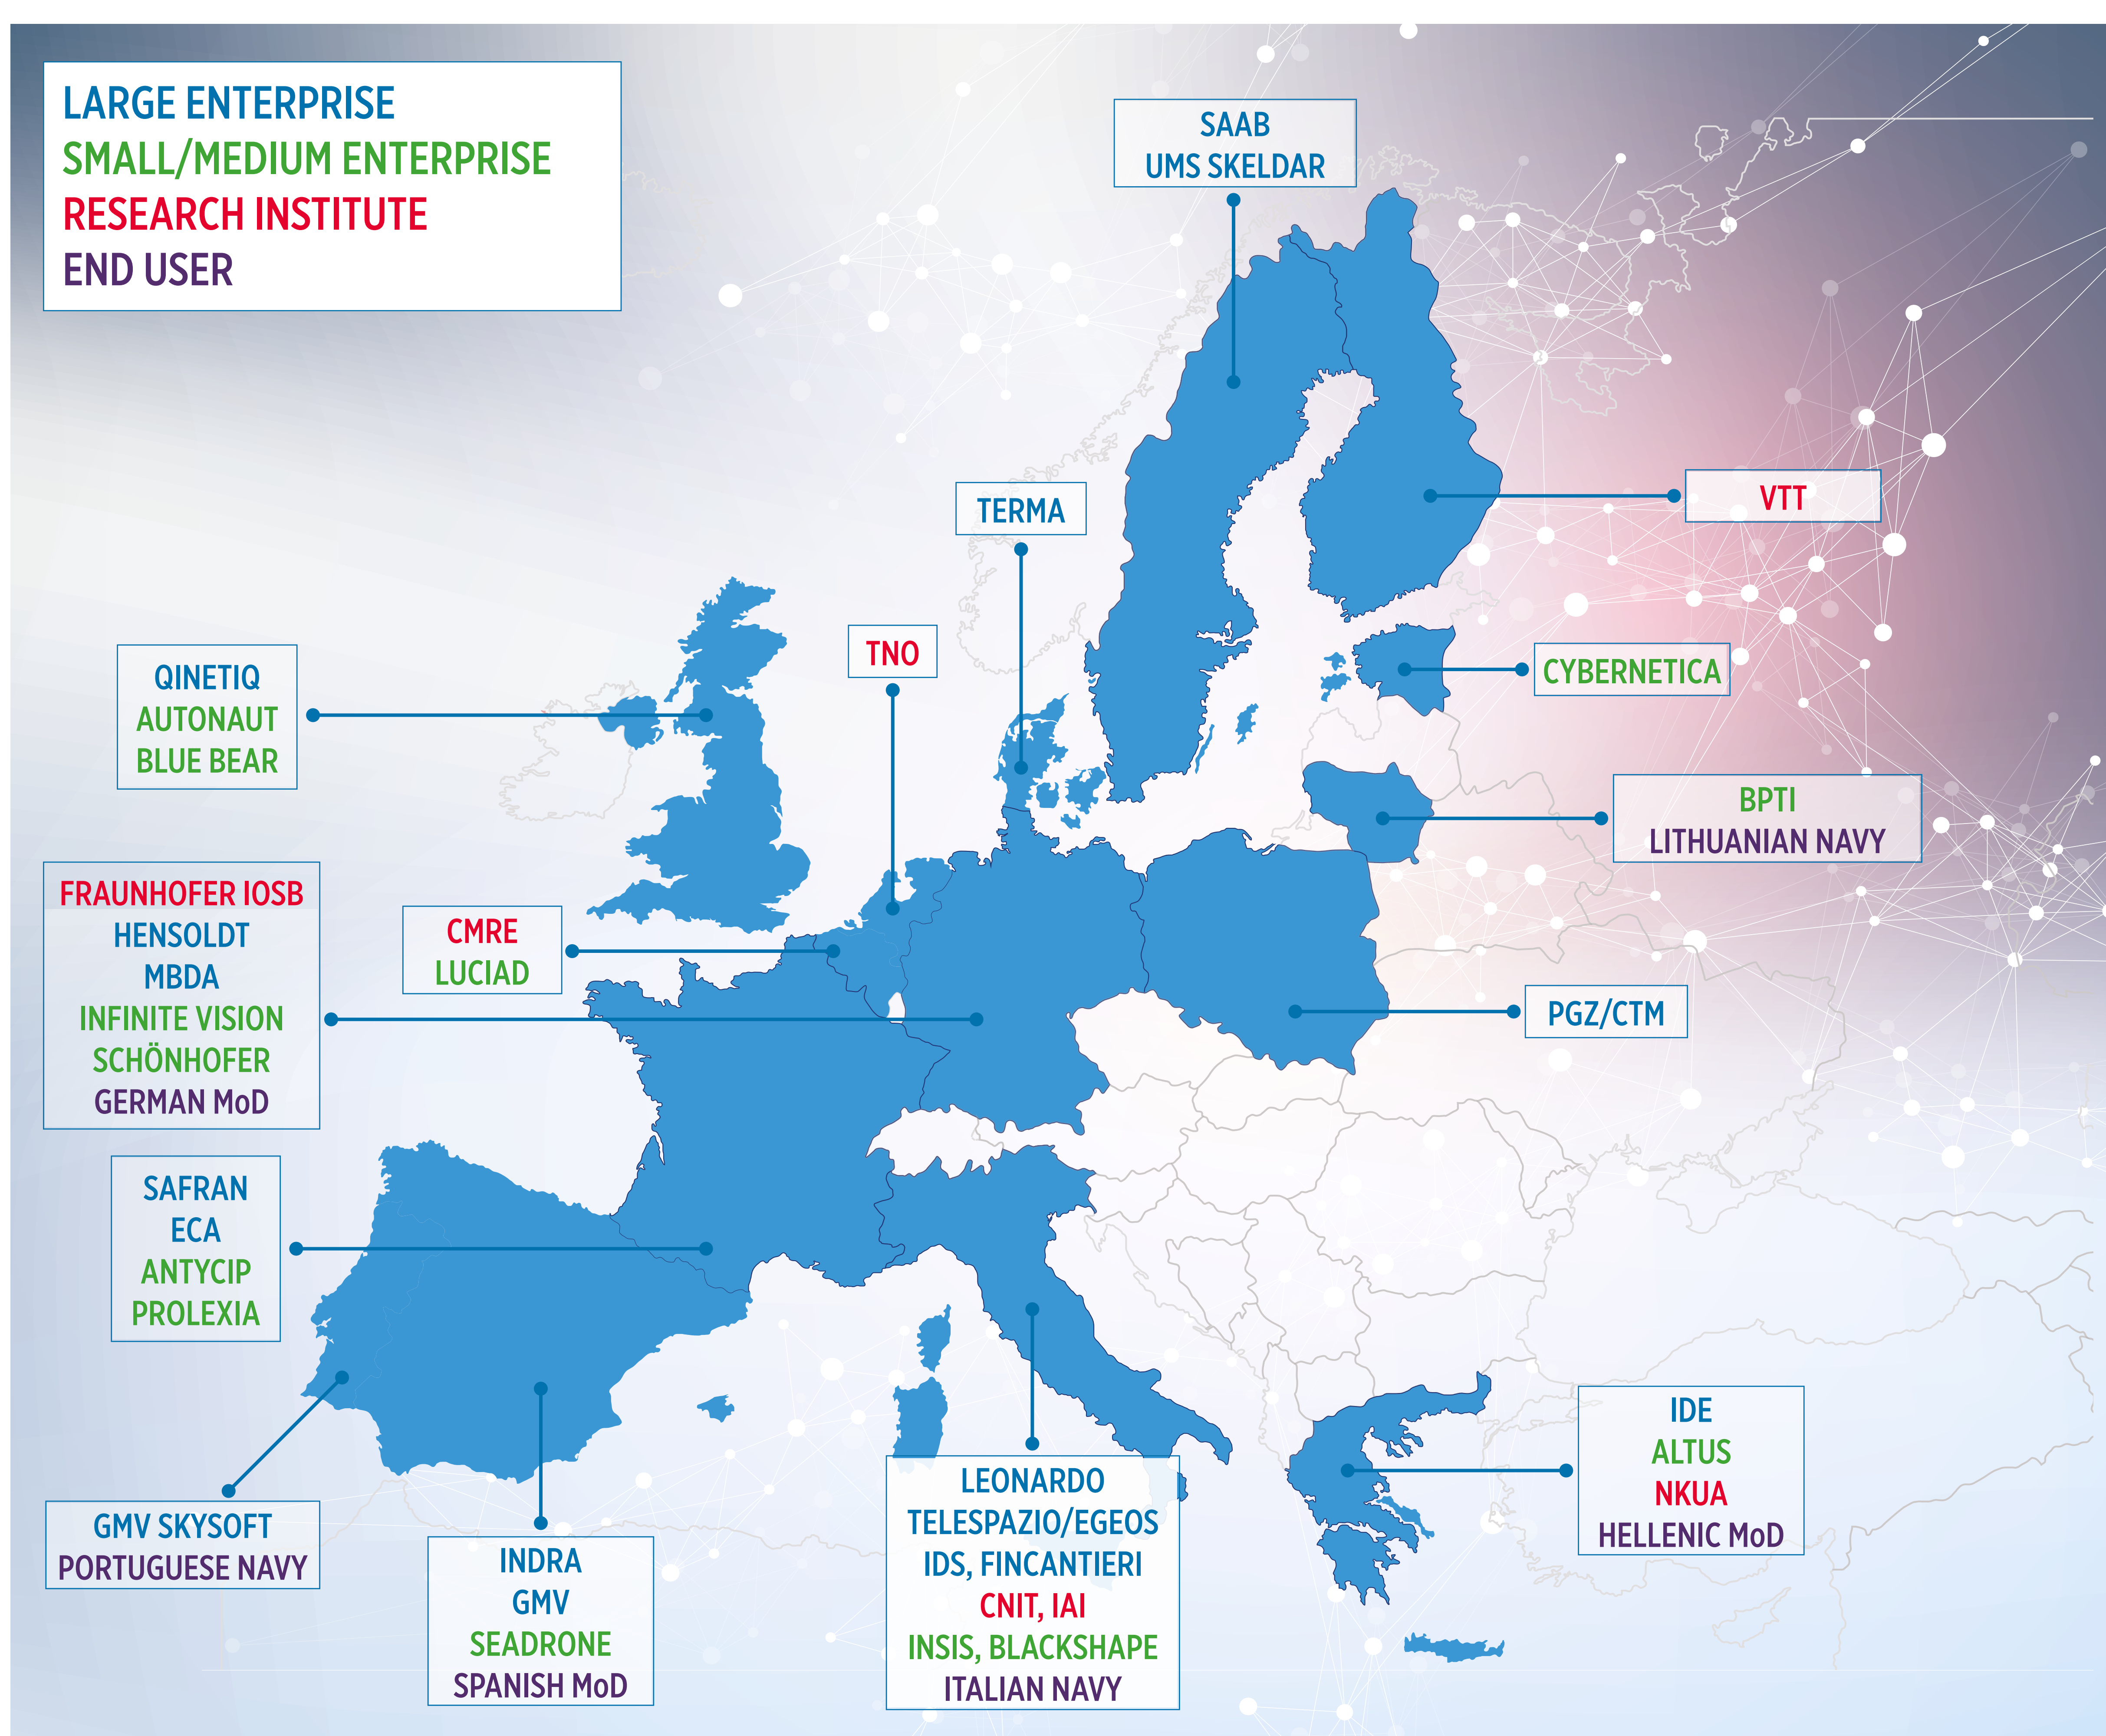 LARGE ENTERPRISE
SMALL/MEDIUM ENTERPRISE
RESEARCH INSTITUTE
END USER
SAAB
UMS SKELDAR
TERMA
VTT
TNO
CYBERNETICA
QINETIQ
AUTONAUT
BLUE BEAR
BPTI
LITHUANIAN NAVY
FRAUNHOFER IOSB
HENSOLDT
MBDA
INFINITE VISION
SCHÖNHOFER
GERMAN MoD
CMRE
LUCIAD
PGZ/CTM
SAFRAN
ECA
ANTYCIP
PROLEXIA
GMV SKYSOFT
PORTUGUESE NAVY
INDRA
GMV
SEADRONE
SPANISH MoD
LEONARDO
TELESPAZIO/EGEOS
IDS, FINCANTIERI
CNIT, IAI
INSIS, BLACKSHAPE
ITALIAN NAVY
IDE
ALTUS
NKUA
HELLENIC MoD